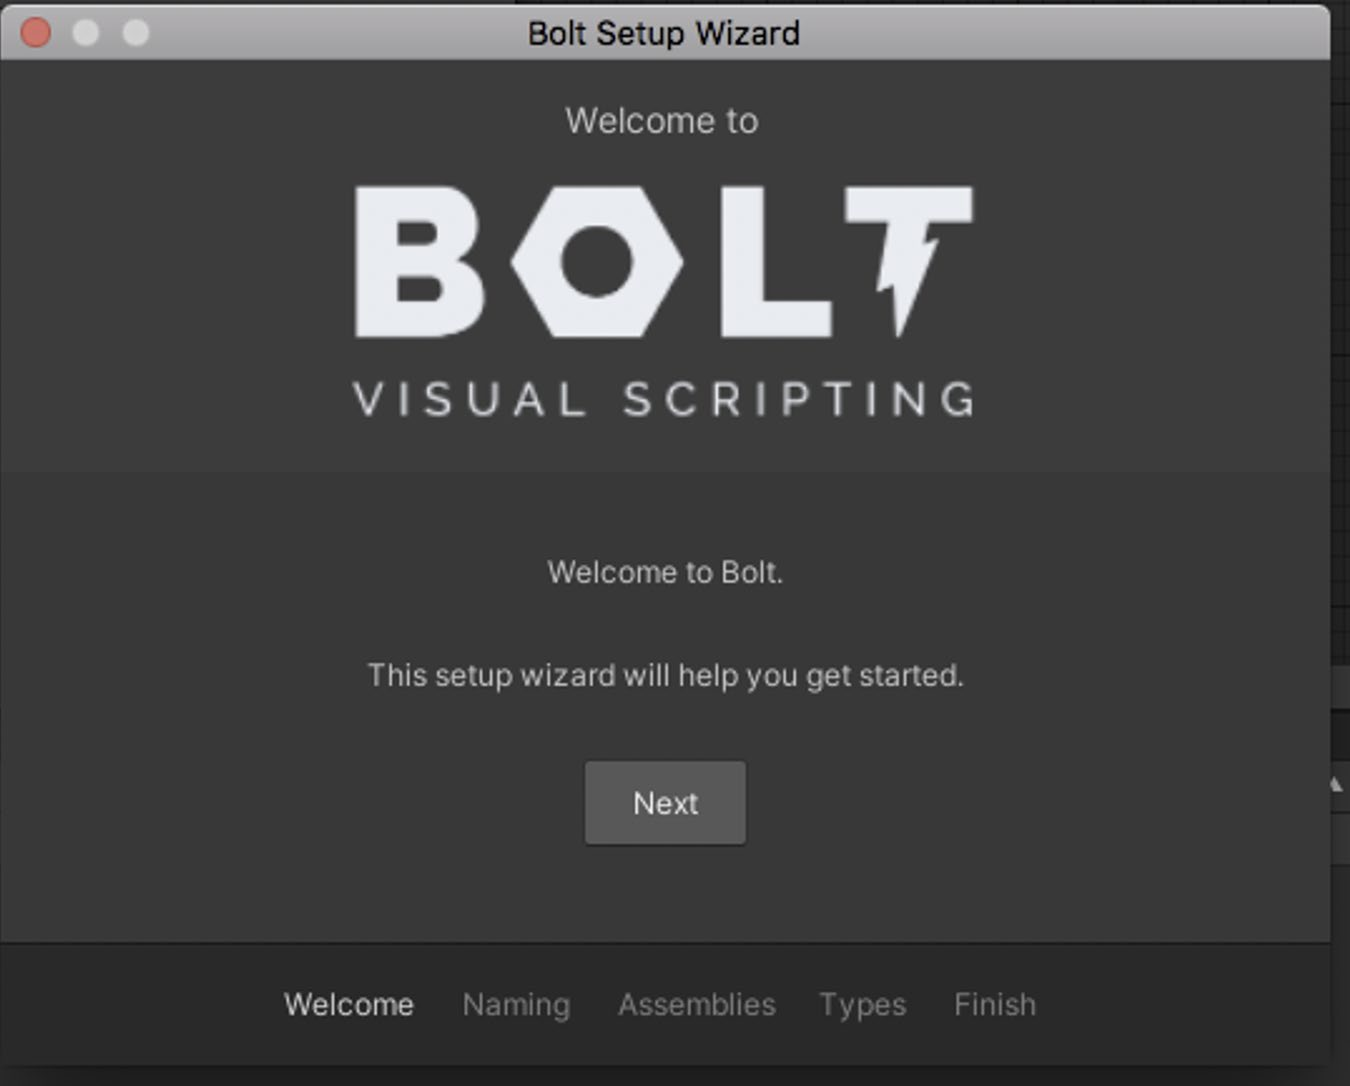 Bolt Setup Wizard
Welcome to
BOLT
VISUAL SCRIPTING
Welcome to Bolt.
This setup wizard will help you get started.
Next
Welcome Naming Assemblies Types Finish